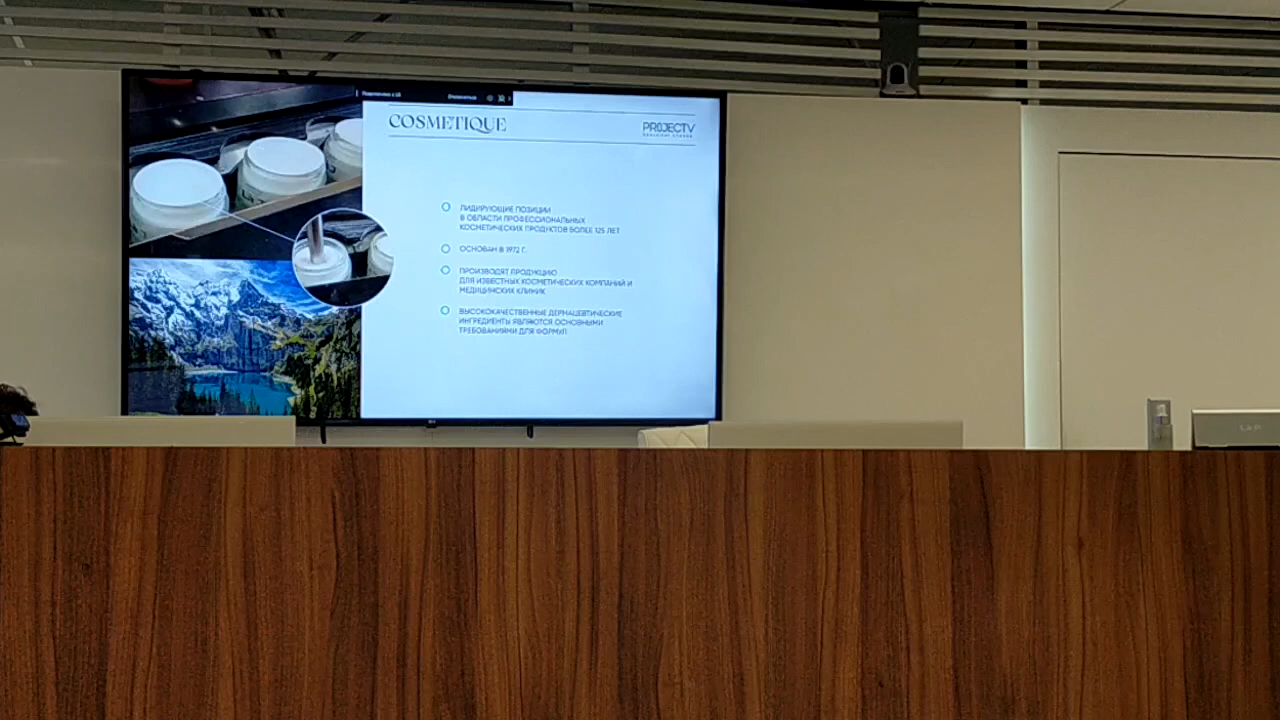 COSMETIQUE
PROJECTV
ЛИДИРУЮЩИЕ ПОЗИЦИИ
В ОБЛАСТИ ПРОФЕССИОНАЛЬНЫХ
КОСМЕТИЧЕСКИХ ПРОДУКТОВ БОЛЕЕ 125 ЛЕТ
ОСНОВАН В 1972 Г.
ПРОИЗВОДЯТ ПРОДУКЦИЮ
ДЛЯ ИЗВЕСТНЫХ КОСМЕТИЧЕСКИХ КОМПАНИЙ И
МЕДИЦИНСКИХ КЛИНИК
ВЫСОКОКАЧЕСТВЕННЫЕ ДЕРМАЦЕВТИЧЕСКИЕ
ИНГРЕДИЕНТЫ ЯВЛЯЮТСЯ ОСНОВНЫМИ
ТРЕБОВАНИЯМИ ДЛЯ ФОРМУЛ